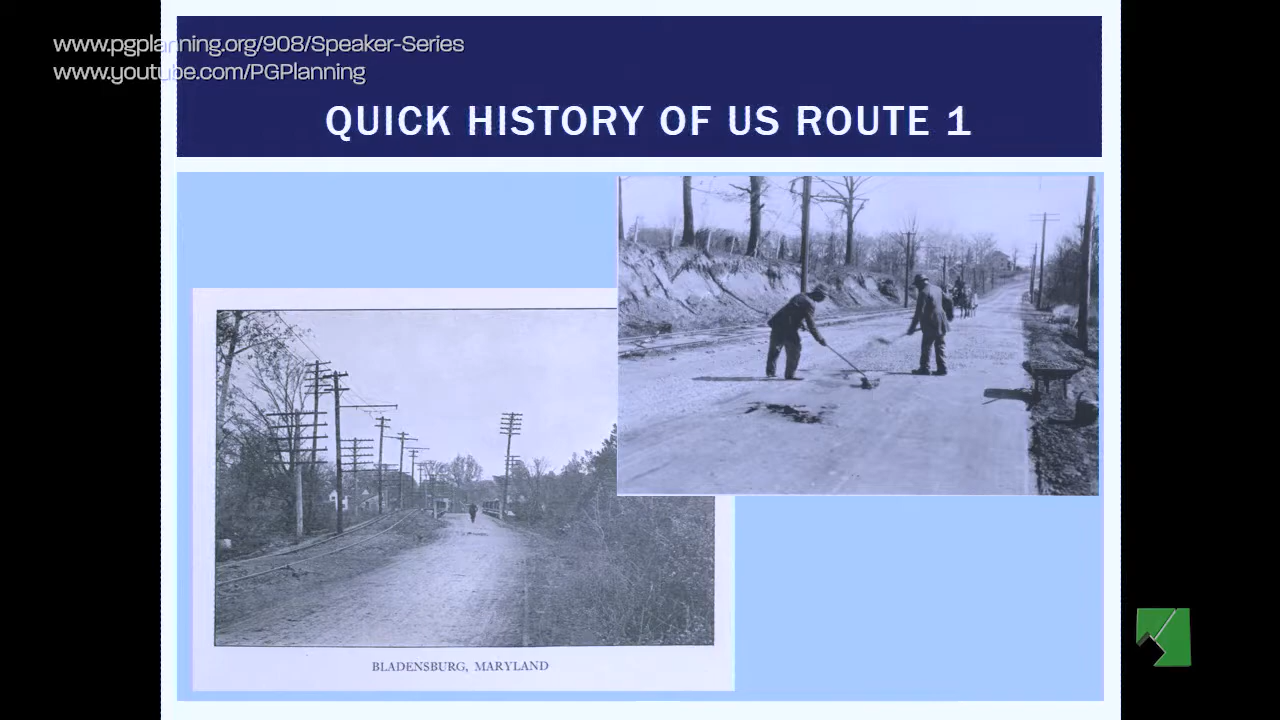 www.pgplanning.org/908/Speaker-Series
www.youtube.com/PGPlanning
QUICK HISTORY OF US ROUTE 1
BLADENSBURG, MARYLAND